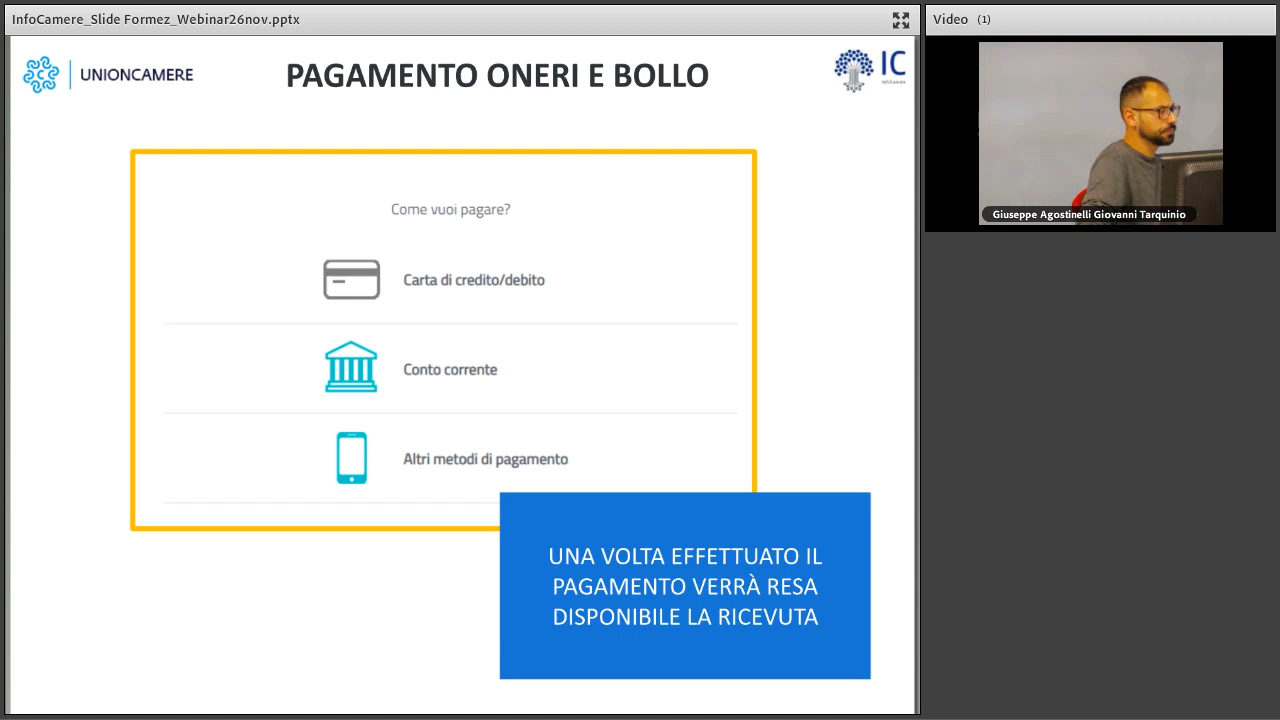 InfoCamere_Slide Formez_Webinar26nov.pptx
Video (1)
UNIONCAMERE
PAGAMENTO ONERI E BOLLO
IC
InfoCamere
Come vuoi pagare?
Carta di credito/debito
Conto corrente
Altri metodi di pagamento
UNA VOLTA EFFETTUATO IL
PAGAMENTO VERRÀ RESA
DISPONIBILE LA RICEVUTA
Giuseppe Agostinelli Giovanni Tarquinio